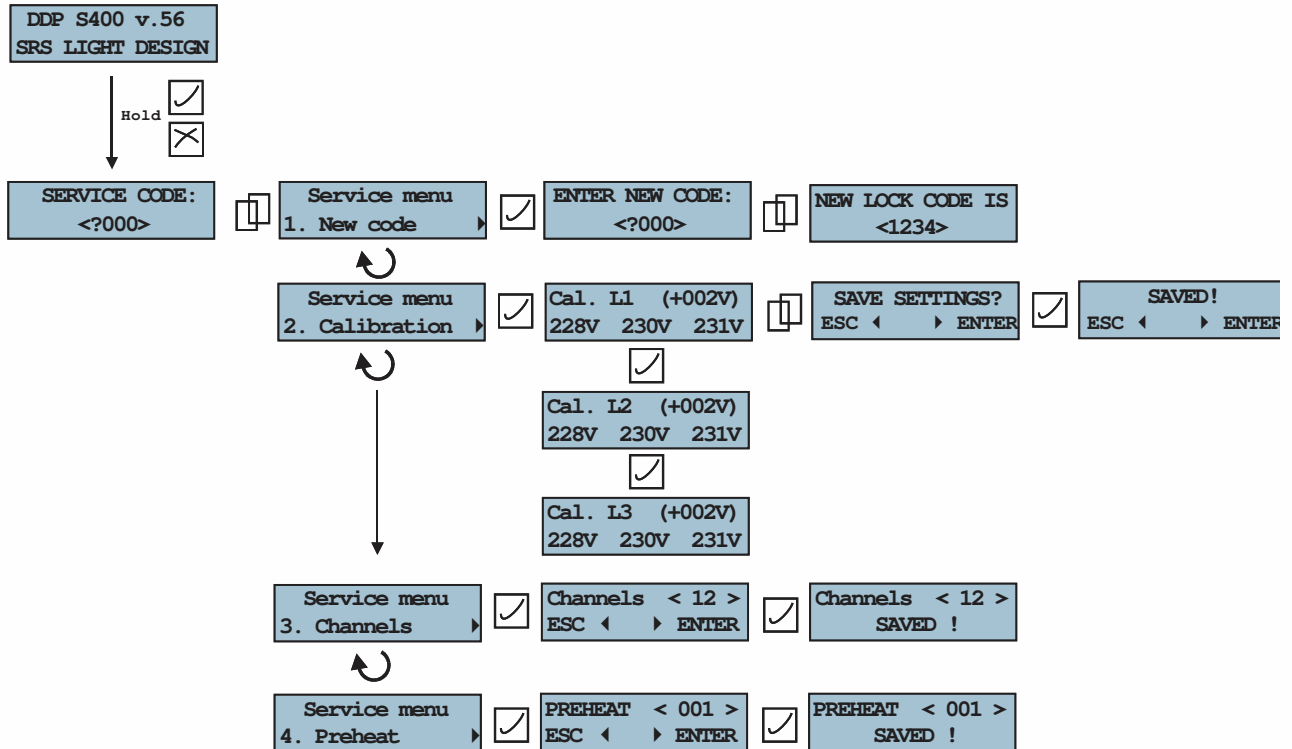 DDP S400 v.56
SRS LIGHT DESIGN
Hold
SERVICE CODE:
<?000>
Service menu
1. New code
ENTER NEW CODE:
<?000>
NEW LOCK CODE IS
<1234>
Service menu
2. Calibration
Cal. L1 (+002V)
228V 230V 231V
SAVE SETTINGS?
ESC ENTER
SAVED!
ESC ENTER
Cal. L2 (+002V)
228V 230V 231V
Cal. L3 (+002V)
228V 230V 231V
Service menu
3. Channels
Channels < 12 >
ESC ENTER
Channels < 12 >
SAVED !
Service menu
4. Preheat
PREHEAT < 001 >
ESC ENTER
PREHEAT < 001 >
SAVED !